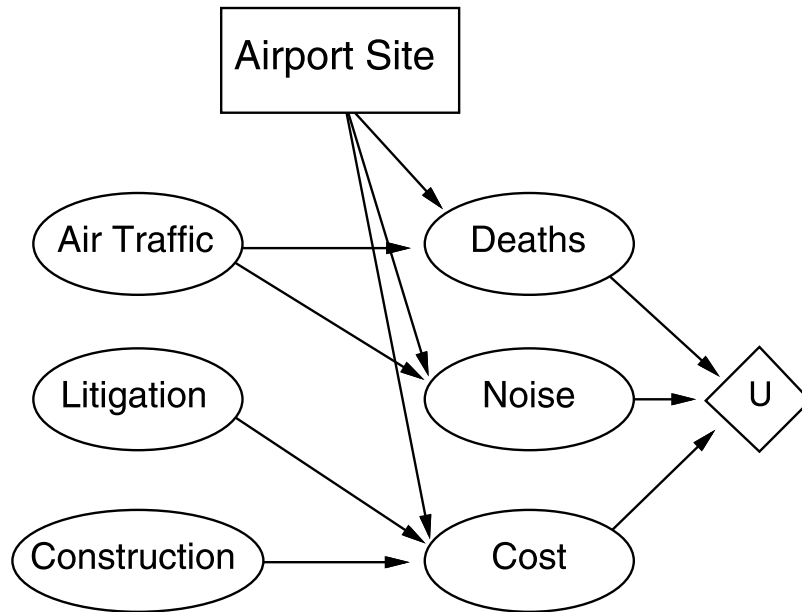 Airport Site
Air Traffic
Deaths
Litigation
Noise
U
Construction
Cost